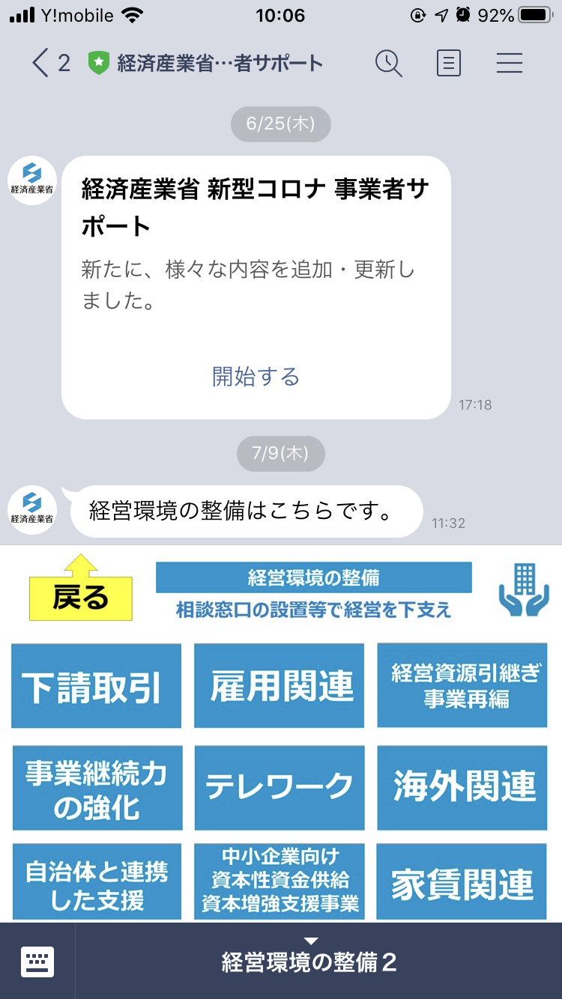 Y!mobile 10:06 92%
2 経済産業省…者サポート
6/25(木)
経済産業省
経済産業省 新型コロナ 事業者サ
ポート
新たに、様々な内容を追加・更新し
ました。
開始する
17:18
7/9(木)
経済産業省
経営環境の整備はこちらです。
11:32
戻る
経営環境の整備
相談窓口の設置等で経営を下支え
下請取引
雇用関連
経営資源引継ぎ
事業再編
事業継続力
の強化
テレワーク
海外関連
自治体と連携
した支援
中小企業向け
資本性資金供給
資本増強支援事業
家賃関連
経営環境の整備2